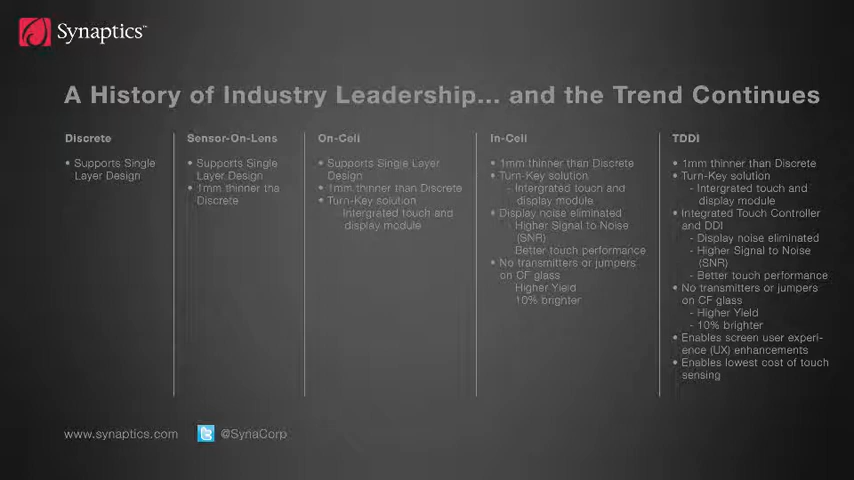 Synaptics™
A History of Industry Leadership... and the Trend Continues
Discrete
• Supports Single
Layer Design
Sensor-On-Lens
• Supports Single
Layer Design
• 1mm thinner tha
Discrete
On-Cell
• Supports Single Layer
Design
• 1mm thinner than Discrete
• Turn-Key solution
Intergrated touch and
display module
In-Cell
• 1mm thinner than Discrete
• Turn-Key solution
- Intergrated touch and
display module
• Display noise eliminated
Higher Signal to Noise
(SNR)
Better touch performance
• No transmitters or jumpers
on CF glass
Higher Yield
10% brighter
TDDI
• 1mm thinner than Discrete
• Turn-Key solution
- Intergrated touch and
display module
• Integrated Touch Controller
and DDI
- Display noise eliminated
- Higher Signal to Noise
(SNR)
- Better touch performance
• No transmitters or jumpers
on CF glass
- Higher Yield
- 10% brighter
• Enables screen user experi-
ence (UX) enhancements
• Enables lowest cost of touch
sensing
www.synaptics.com
@SynaCorp